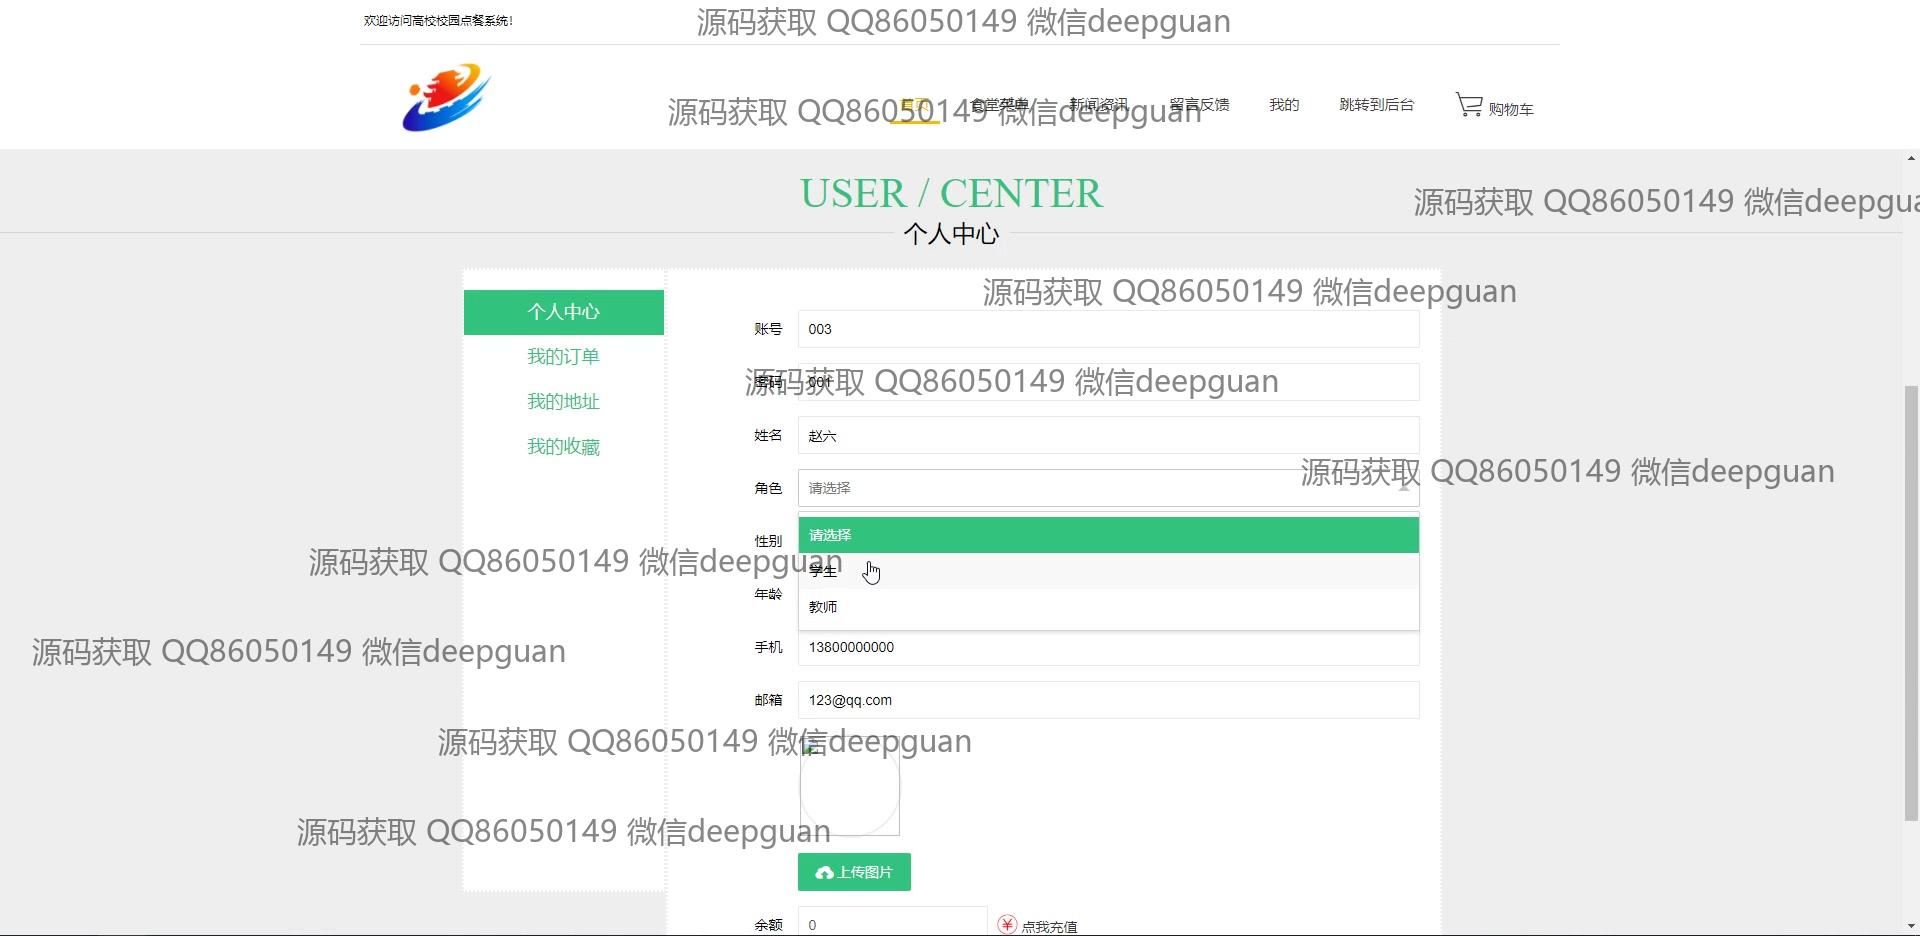 欢迎访问高校校园点餐系统!
源码获取 QQ86050149 微信deepguan
首页 食堂菜单 新闻资讯 留言反馈 我的 跳转到后台 购物车
源码获取 QQ86050149 微信deepguan
USER / CENTER
源码获取 QQ86050149 微信deepgua
个人中心
源码获取 QQ86050149 微信deepguan
个人中心
账号 003
我的订单
密码 001
源码获取 QQ86050149 微信deepguan
我的地址
姓名 赵六
我的收藏
源码获取 QQ86050149 微信deepguan
角色 请选择
性别 请选择
源码获取 QQ86050149 微信deepguan
学生
年龄
教师
手机 13800000000
源码获取 QQ86050149 微信deepguan
邮箱 123@qq.com
源码获取 QQ86050149 微信deepguan
源码获取 QQ86050149 微信deepguan
上传图片
余额 0 点我充值